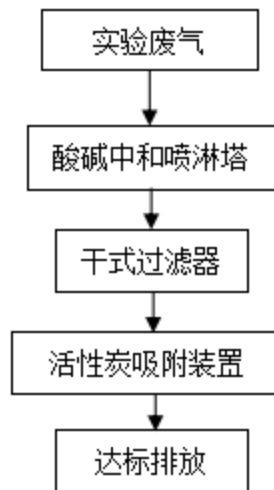 实验废气
酸碱中和喷淋塔
干式过滤器
活性炭吸附装置
达标排放